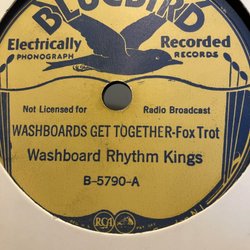 BLUEBIRD
Electrically Recorded
PHONOGRAPH RECORDS
Not Licensed for Radio Broadcast
WASHBOARDS GET TOGETHER-Fox Trot
Washboard Rhythm Kings
B-5790-A
RCA